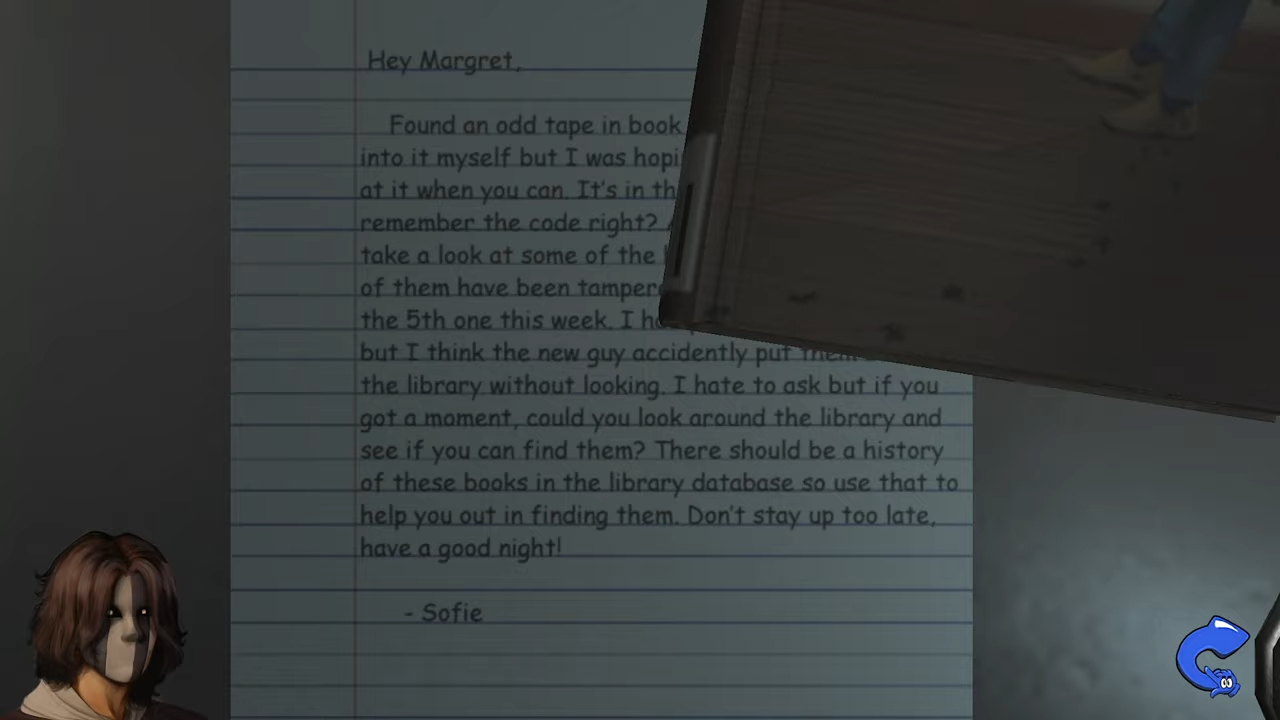 Hey Margret,
Found an odd tape in book
into it myself but I was
at it when you can. It's in
remember the code right?
take a look at some of the
of them have been
the 5th one this week. I
but I think the new guy accidently put
the library without looking. I hate to ask but if you
got a moment, could you look around the library and
see if you can find them? There should be a history
of these books in the library database so use that to
help you out in finding them. Don't stay up too late,
have a good night!
- Sofie